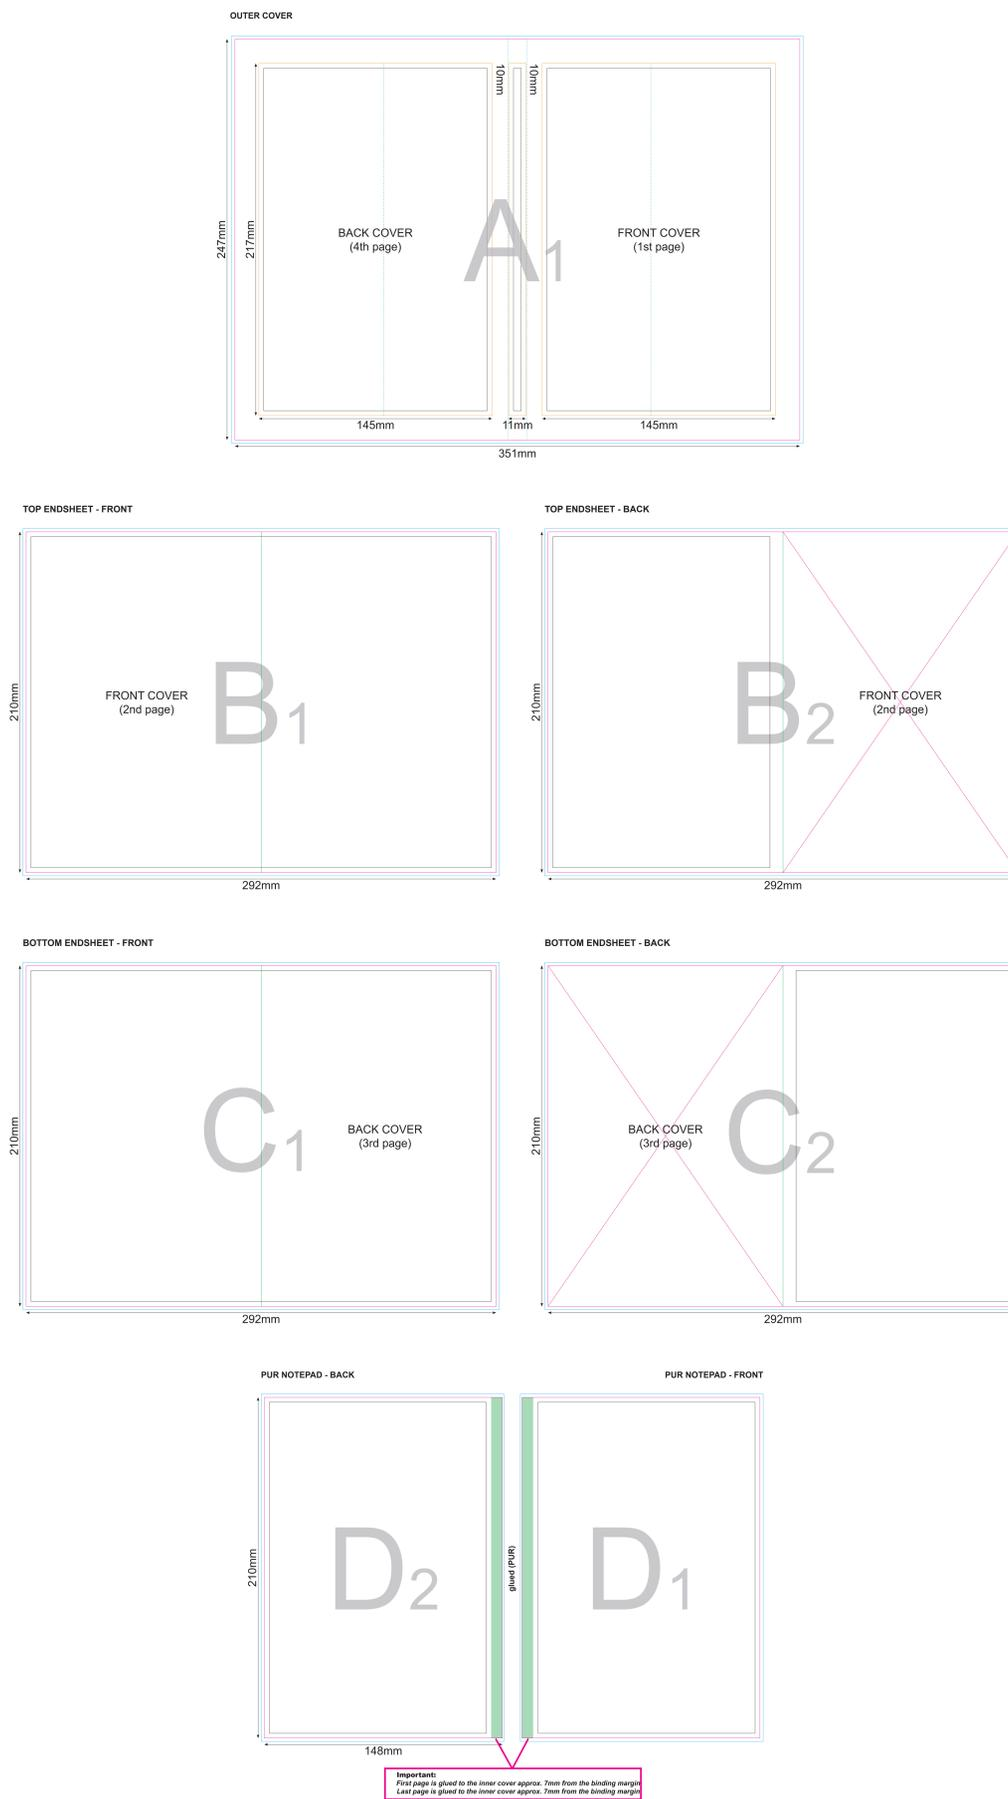 OUTER COVER
10mm
10mm
247mm
217mm
BACK COVER
(4th page)
A1
FRONT COVER
(1st page)
145mm
11mm
145mm
351mm
TOP ENDSHEET - FRONT
TOP ENDSHEET - BACK
210mm
FRONT COVER
(2nd page)
B1
210mm
B2
FRONT COVER
(2nd page)
292mm
292mm
BOTTOM ENDSHEET - FRONT
BOTTOM ENDSHEET - BACK
210mm
C1
BACK COVER
(3rd page)
210mm
BACK COVER
(3rd page)
C2
292mm
292mm
PUR NOTEPAD - BACK
PUR NOTEPAD - FRONT
210mm
D2
glued (PUR)
D1
148mm
Important:
First page is glued to the inner cover approx. 7mm from the binding margin
Last page is glued to the inner cover approx. 7mm from the binding margin